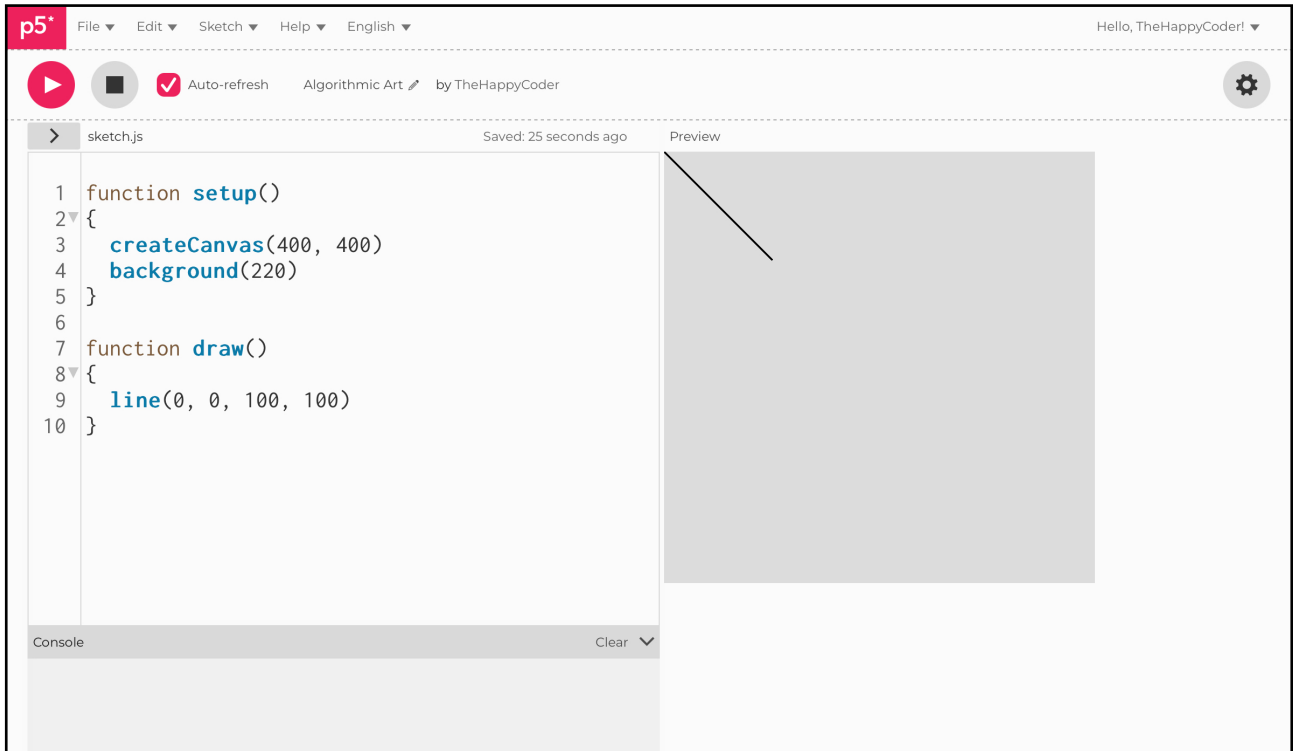 p5* File Edit Sketch Help English Hello, TheHappyCoder!
Auto-refresh Algorithmic Art by TheHappyCoder
> sketch.js Saved: 25 seconds ago Preview
1 function setup()
2 {
3   createCanvas(400, 400)
4   background(220)
5 }
6
7 function draw()
8 {
9   line(0, 0, 100, 100)
10 }
Console Clear